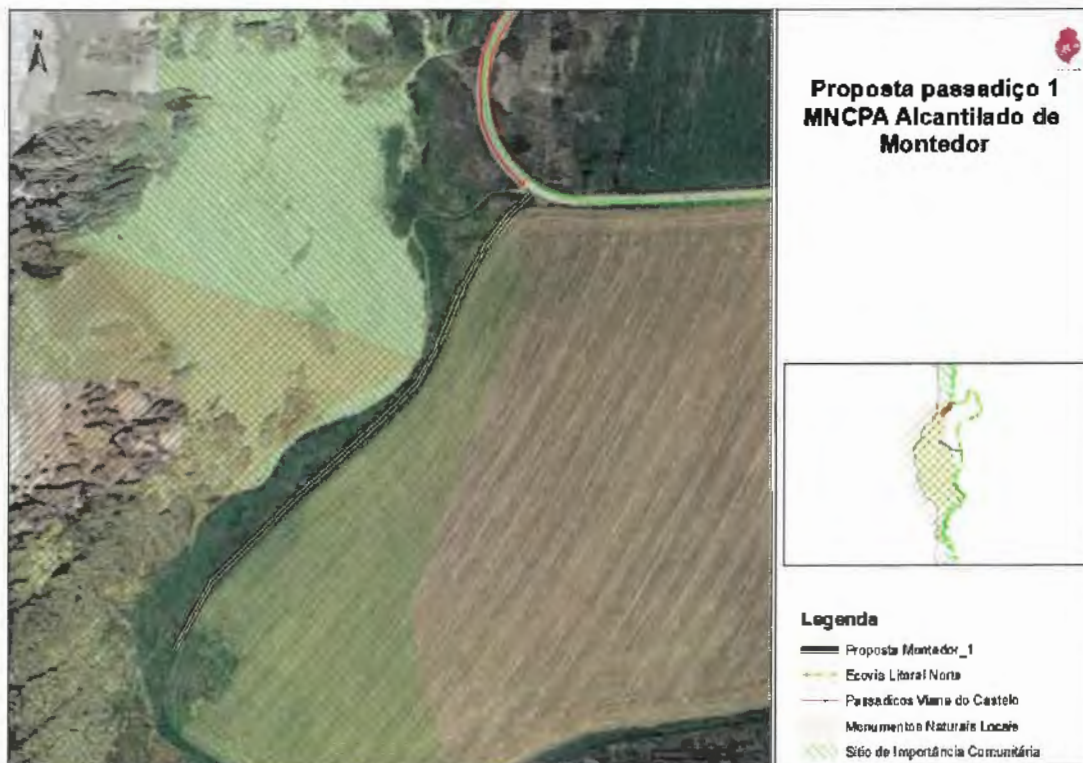 N
Proposta passadiço 1
MNCPA Alcantilado de
Montedor
Legenda
Proposta Montedor_1
Ecovia Litoral Norte
Passadicos Viana do Castelo
Monumentos Naturais Locais
Sítio de Importância Comunitária